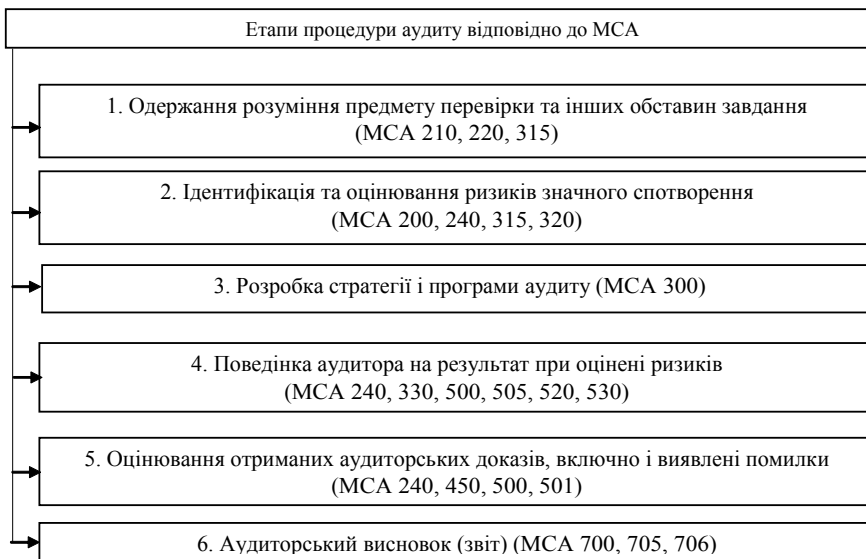 Етапи процедури аудиту відповідно до МСА
1. Одержання розуміння предмету перевірки та інших обставин завдання
(МСА 210, 220, 315)
2. Ідентифікація та оцінювання ризиків значного спотворення
(МСА 200, 240, 315, 320)
3. Розробка стратегії і програми аудиту (МСА 300)
4. Поведінка аудитора на результат при оцінені ризиків
(МСА 240, 330, 500, 505, 520, 530)
5. Оцінювання отриманих аудиторських доказів, включно і виявлені помилки
(МСА 240, 450, 500, 501)
6. Аудиторський висновок (звіт) (МСА 700, 705, 706)